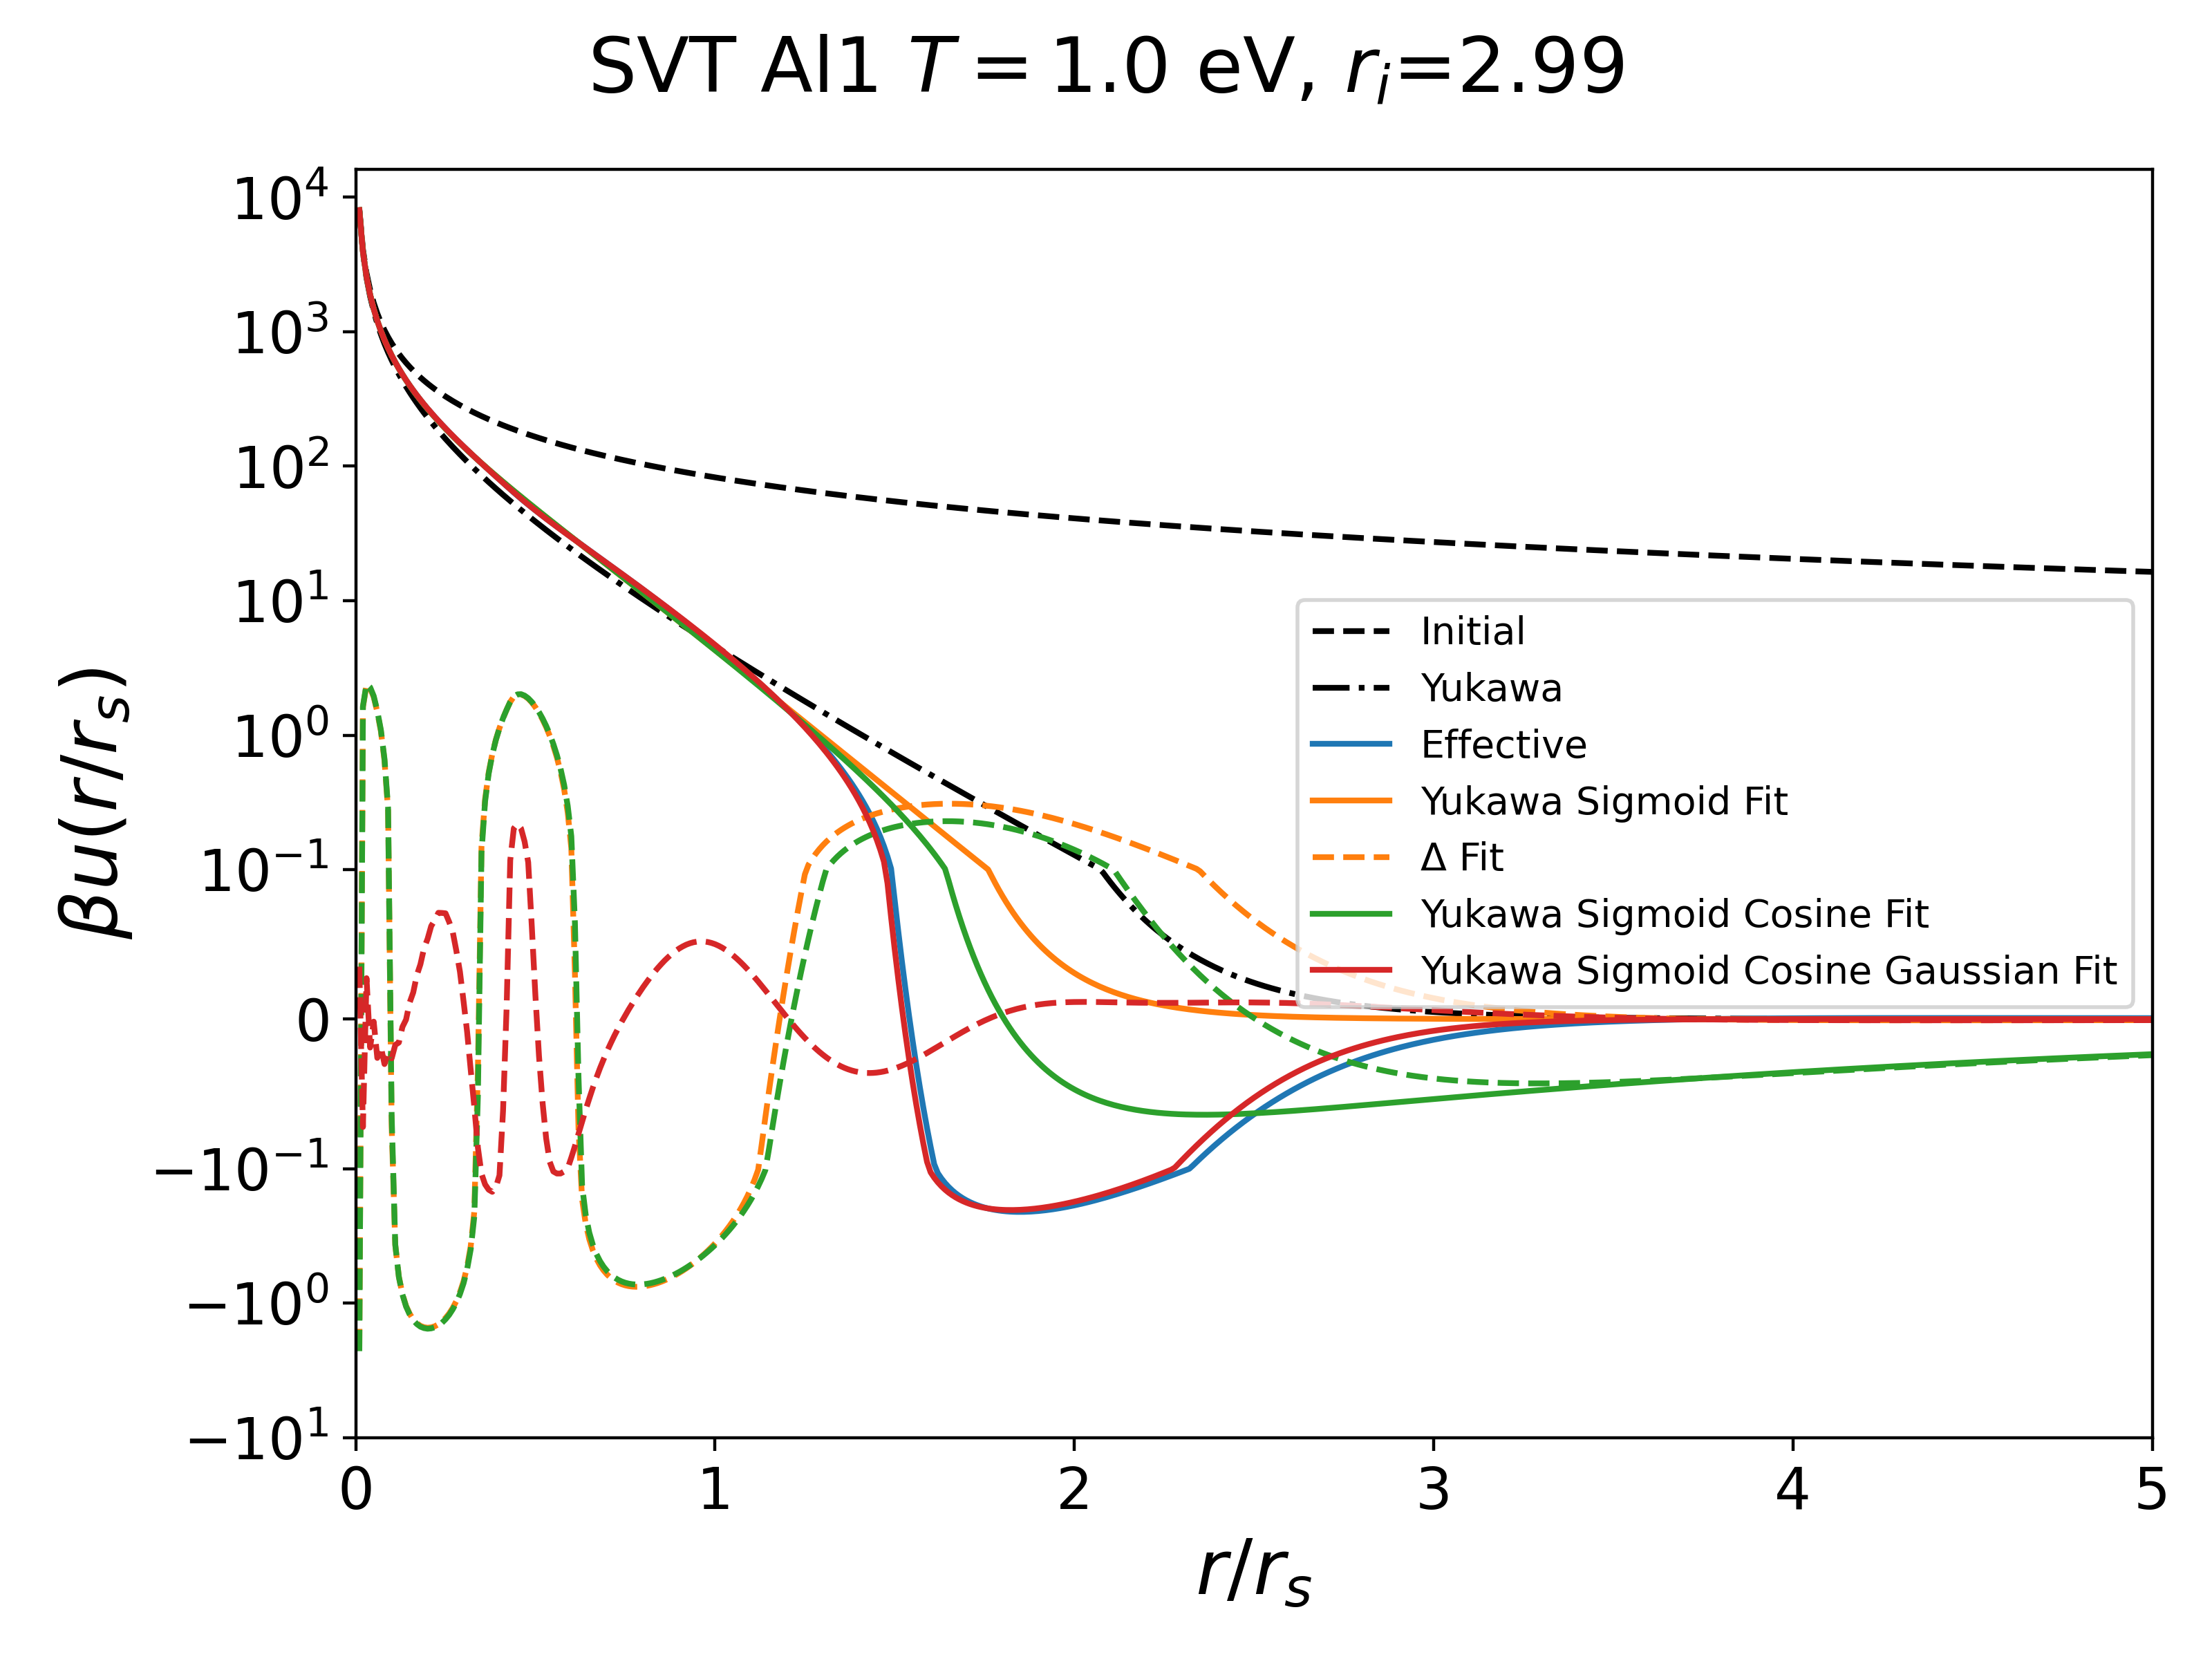 SVT Al1 T = 1.0 eV, rᵢ=2.99
βu(r/rₛ)
10⁴
10³
10²
10¹
10⁰
10⁻¹
0
−10⁻¹
−10⁰
−10¹
Initial
Yukawa
Effective
Yukawa Sigmoid Fit
Δ Fit
Yukawa Sigmoid Cosine Fit
Yukawa Sigmoid Cosine Gaussian Fit
0 1 2 3 4 5
r/rₛ